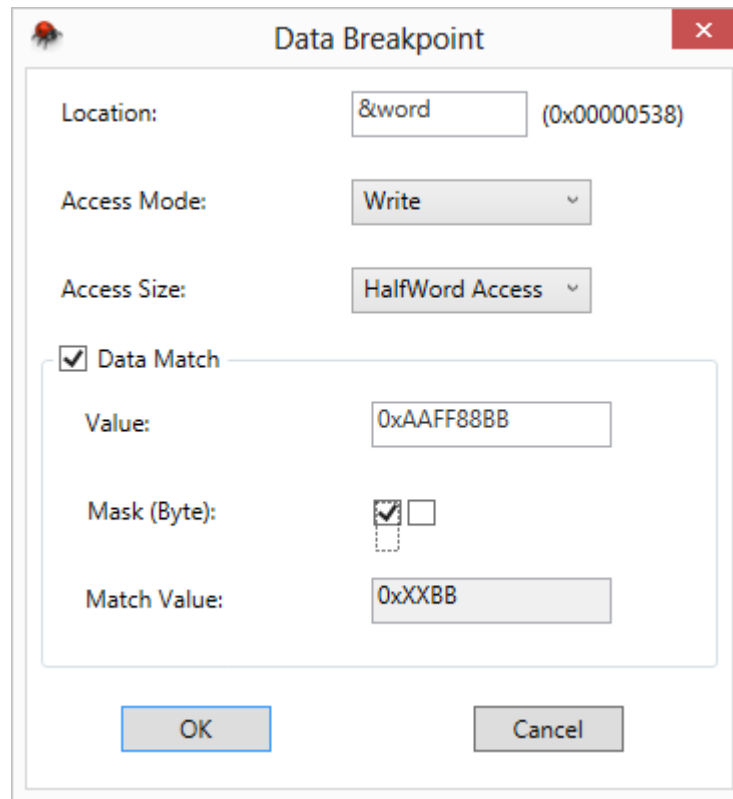 Data Breakpoint
Location: &word (0x00000538)
Access Mode: Write
Access Size: HalfWord Access
Data Match
Value: 0xAAFF88BB
Mask (Byte):
Match Value: 0xXXBB
OK Cancel